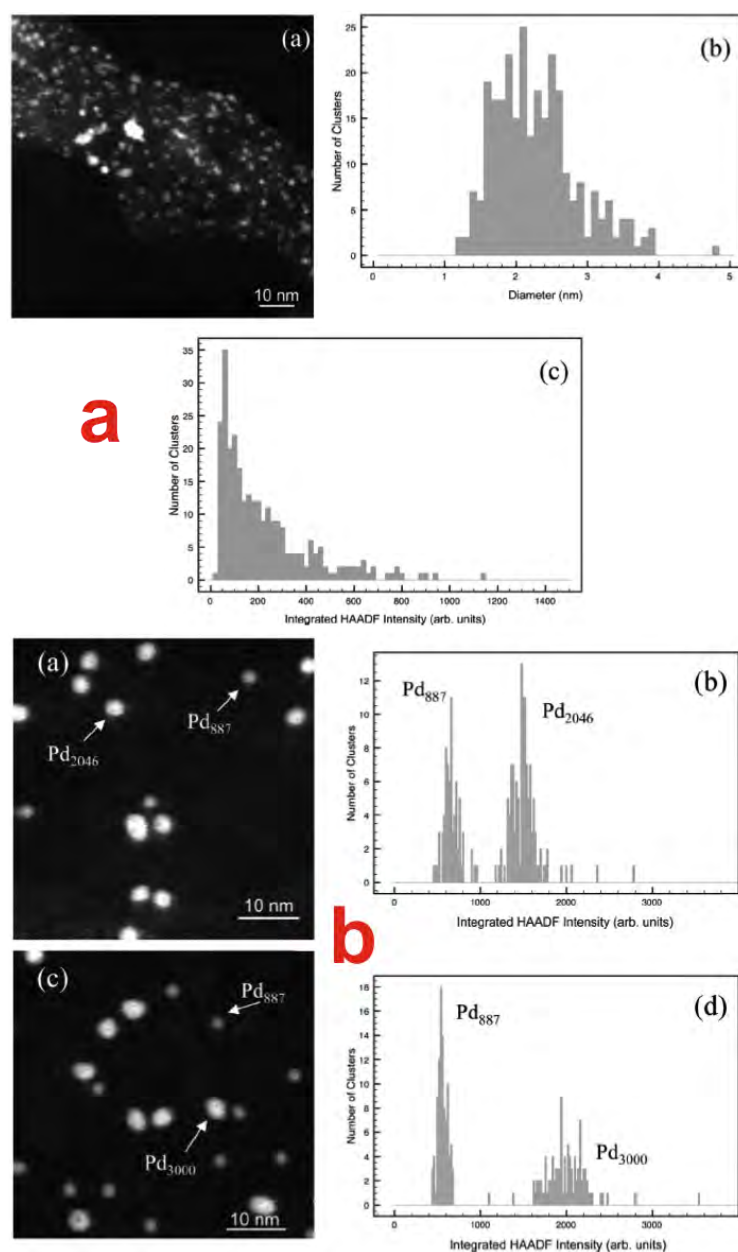 (a)
10 nm
(b)
Number of Clusters
25
20
15
10
5
0
0 1 2 3 4 5
Diameter (nm)
a
(c)
Number of Clusters
35
30
25
20
15
10
5
0
0 200 400 600 800 1000 1200 1400
Integrated HAADF Intensity (arb. units)
(a)
Pd887
Pd2046
10 nm
(b)
Pd887
Pd2046
Number of Clusters
12
10
8
6
4
2
0
0 1000 2000 3000
Integrated HAADF Intensity (arb. units)
b
(c)
Pd887
Pd3000
10 nm
(d)
Pd887
Pd3000
Number of Clusters
18
16
14
12
10
8
6
4
2
0
0 1000 2000 3000
Integrated HAADF Intensity (arb. units)